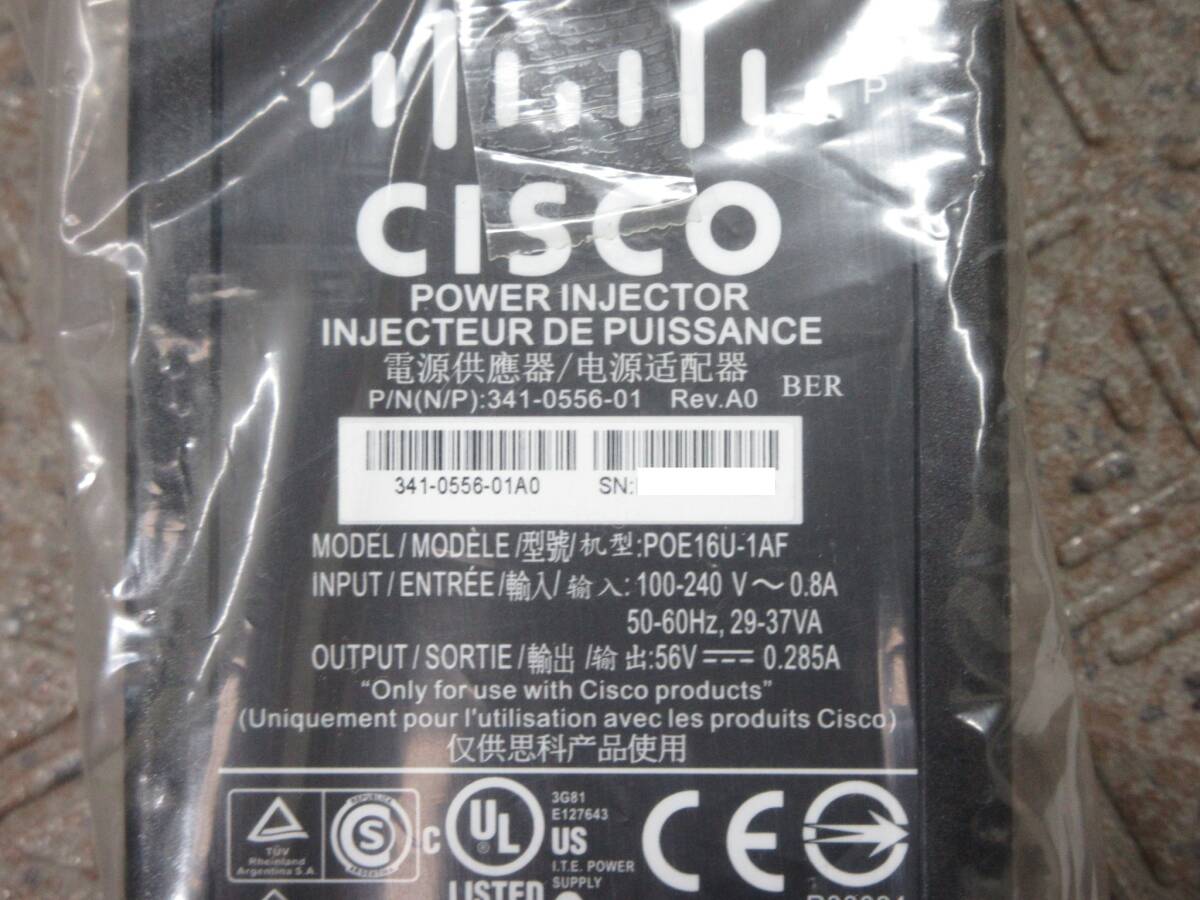 P
CISCO
POWER INJECTOR
INJECTEUR DE PUISSANCE
電源供應器/电源适配器
BER
P/N(N/P):341-0556-01 Rev.A0
341-0556-01A0 SN:
MODEL / MODÈLE /型號/机型:POE16U-1AF
INPUT / ENTRÉE/輸入/输入: 100-240 V～0.8A
50-60Hz, 29-37VA
OUTPUT / SORTIE /輸出 /输出:56V ⎓ 0.285A
“Only for use with Cisco products”
(Uniquement pour l'utilisation avec les produits Cisco)
仅供思科产品使用
TÜV
Rheinland
Argentina S.A.
REPUBLICA
S
ARGENTINA
C UL ® US
LISTED
3G81
E127643
I.T.E. POWER
SUPPLY
CE